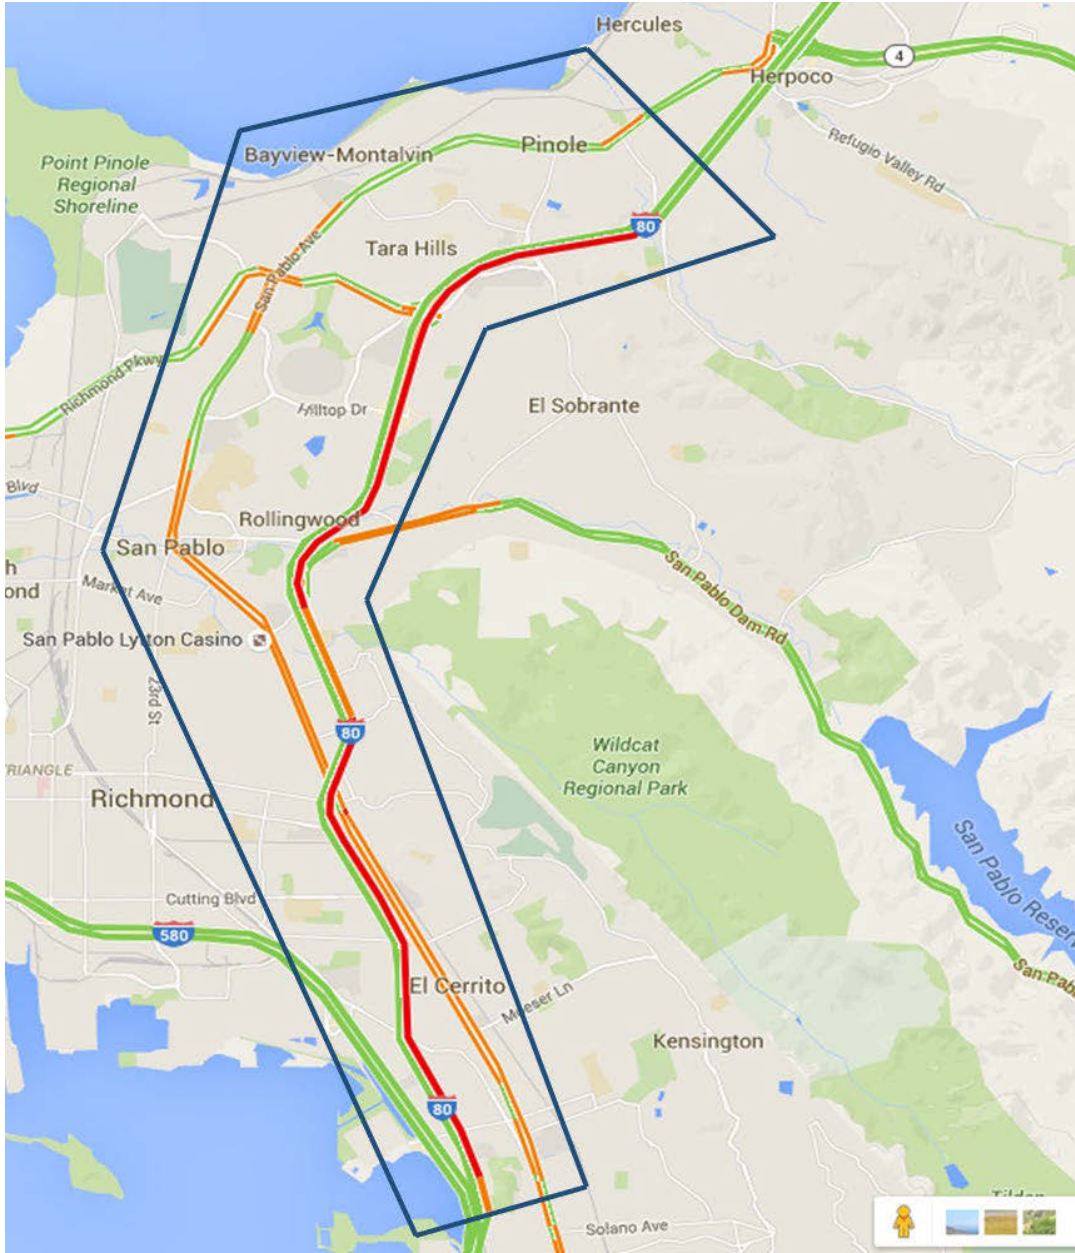 Hercules
4
Herpoco
Pinole
Bayview-Montalvin
Refugio Valley Rd
Point Pinole
Regional
Shoreline
80
Tara Hills
San Pablo Ave
Richmond Pkwy
Hilltop Dr
El Sobrante
Blvd
Rollingwood
San Pablo
h
ond
Market Ave
San Pablo Dam Rd
San Pablo Lytton Casino
23rd St
80
Wildcat
Canyon
Regional Park
RIANGLE
Richmond
San Pablo Reser
Cutting Blvd
580
San Pab
El Cerrito
Moeser Ln
Kensington
80
Tilden
Solano Ave